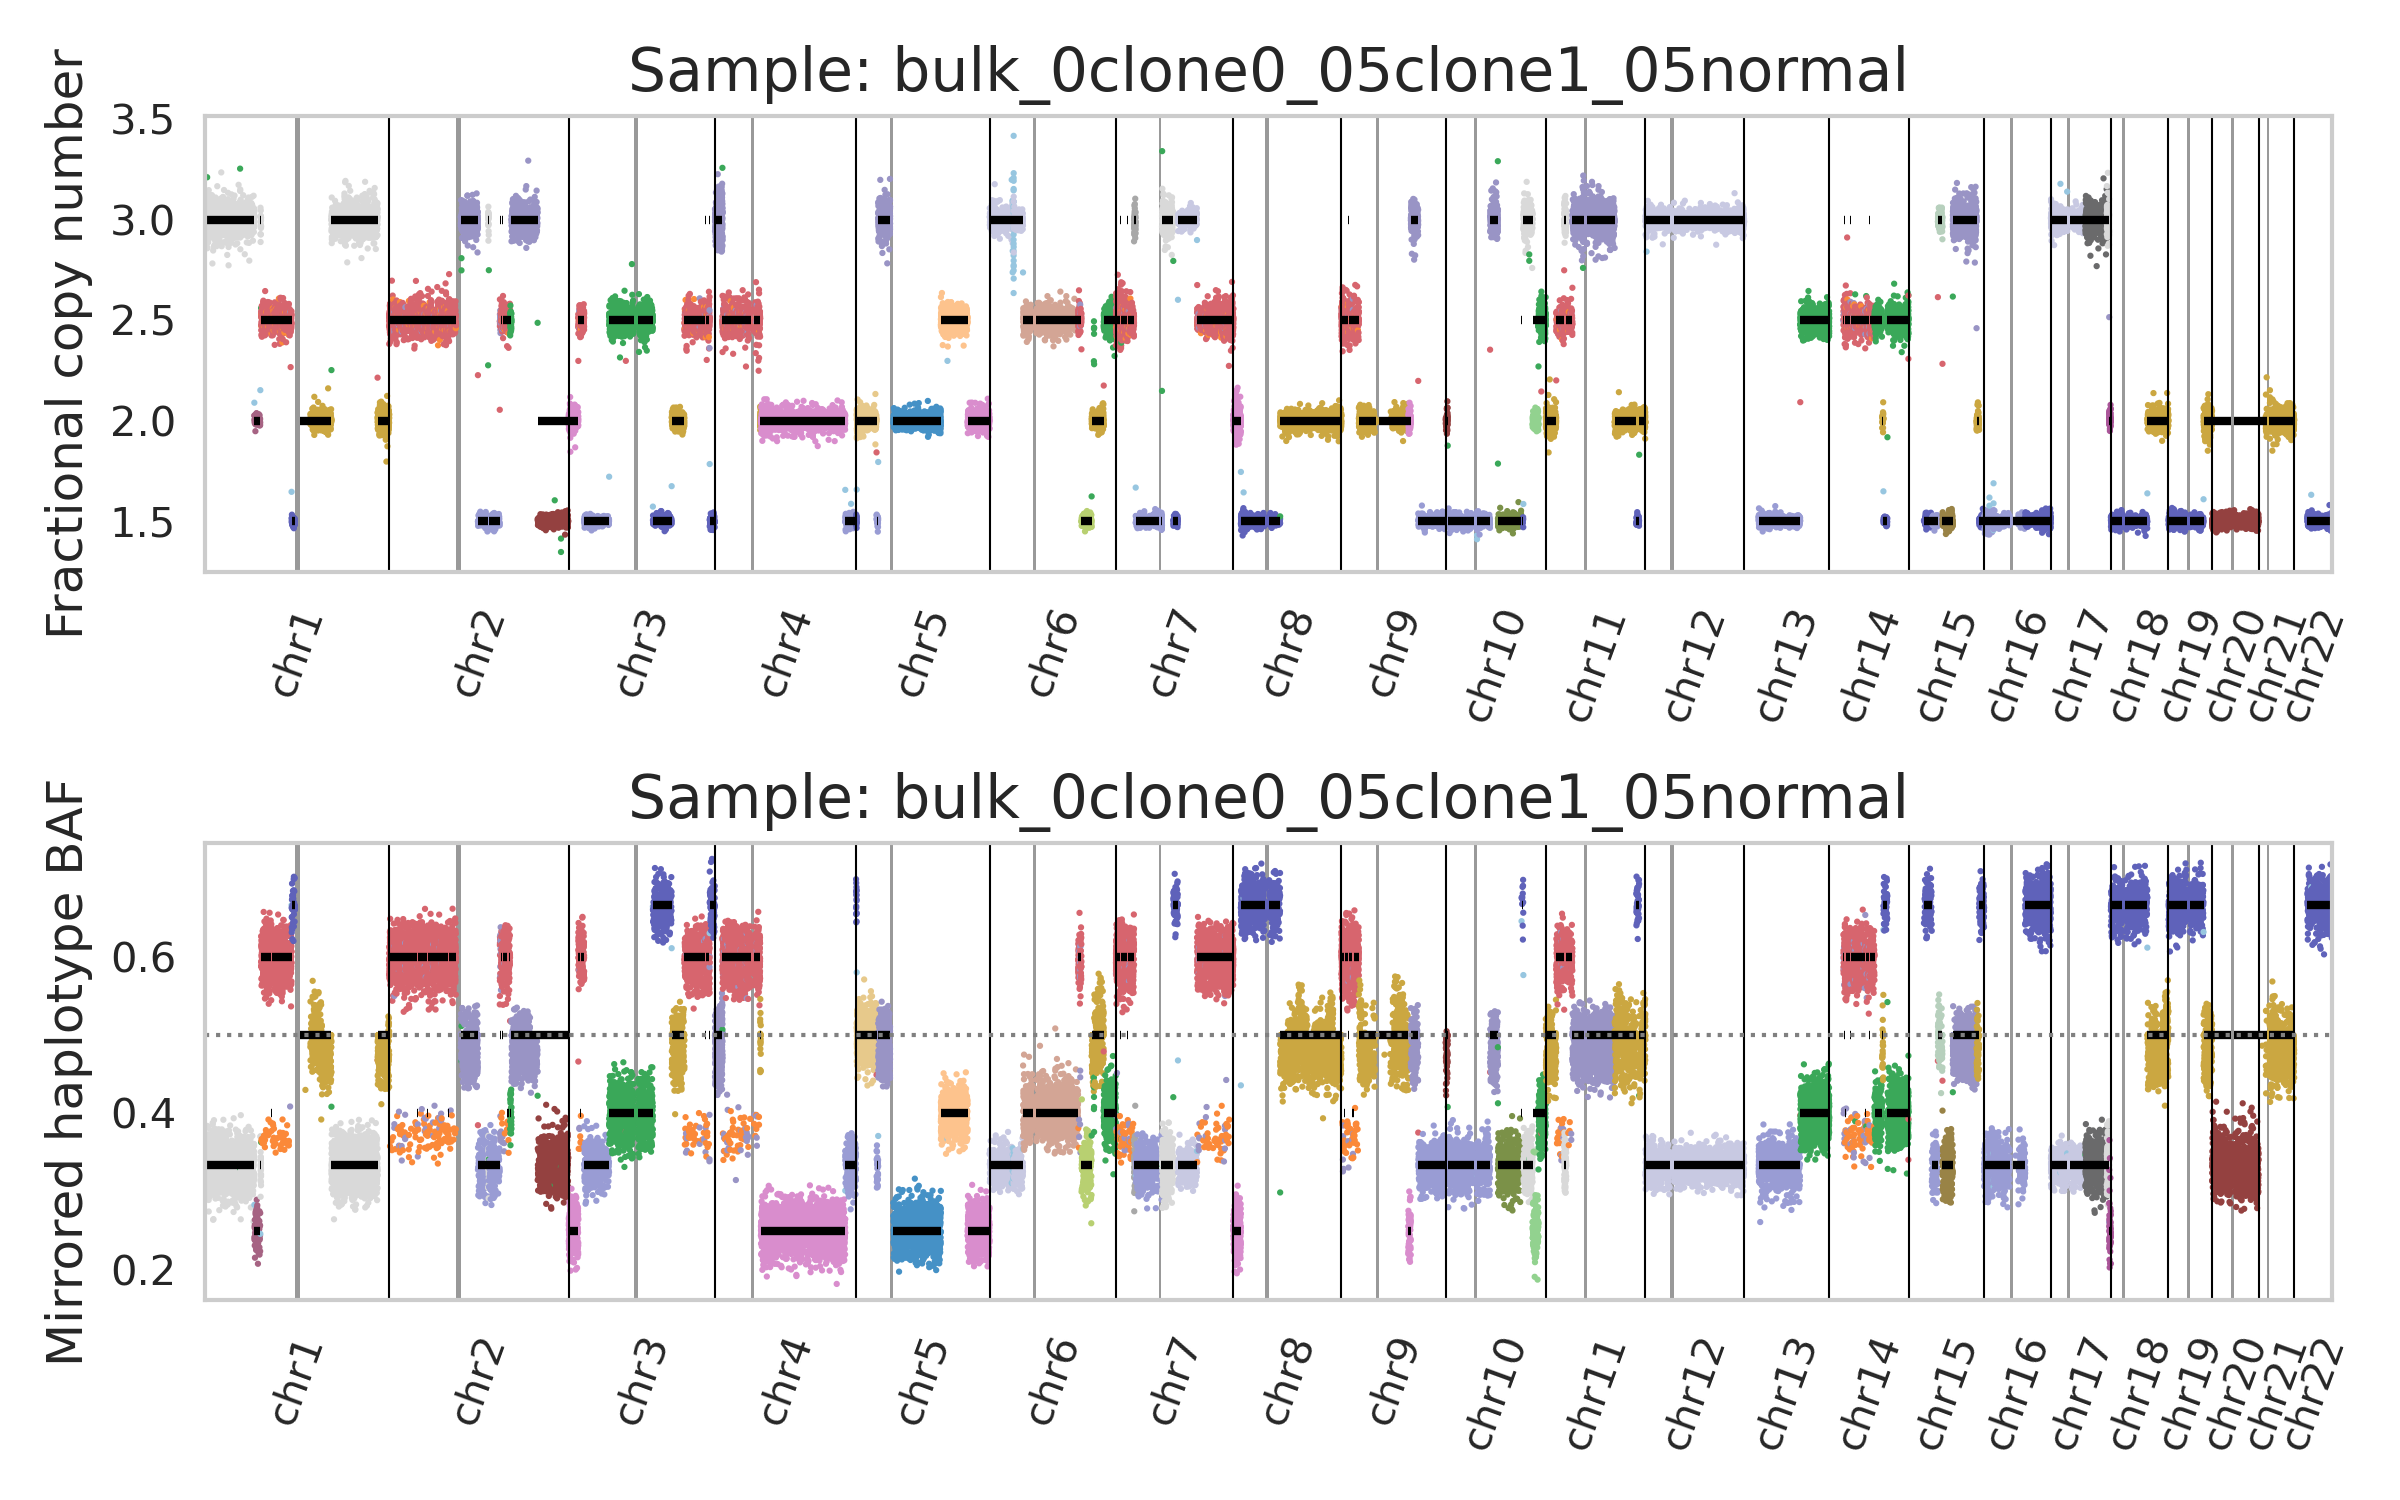 Sample: bulk_0clone0_05clone1_05normal
Fractional copy number
3.5
3.0
2.5
2.0
1.5
chr1
chr2
chr3
chr4
chr5
chr6
chr7
chr8
chr9
chr10
chr11
chr12
chr13
chr14
chr15
chr16
chr17
chr18
chr19
chr20
chr21
chr22
Sample: bulk_0clone0_05clone1_05normal
Mirrored haplotype BAF
0.6
0.4
0.2
chr1
chr2
chr3
chr4
chr5
chr6
chr7
chr8
chr9
chr10
chr11
chr12
chr13
chr14
chr15
chr16
chr17
chr18
chr19
chr20
chr21
chr22